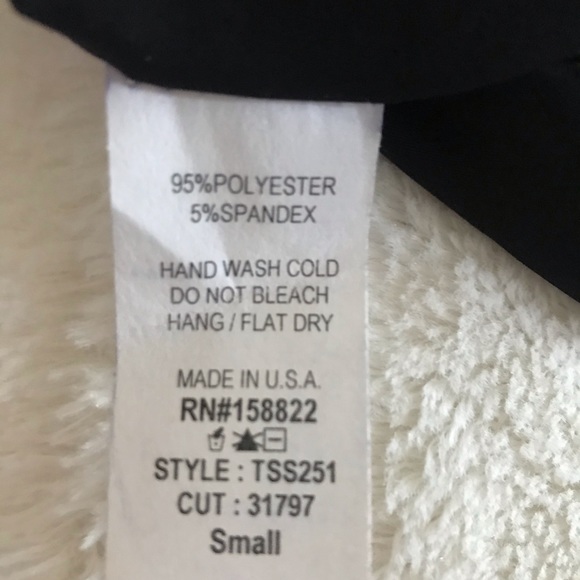 95%POLYESTER
5%SPANDEX
HAND WASH COLD
DO NOT BLEACH
HANG / FLAT DRY
MADE IN U.S.A.
RN#158822
STYLE : TSS251
CUT : 31797
Small